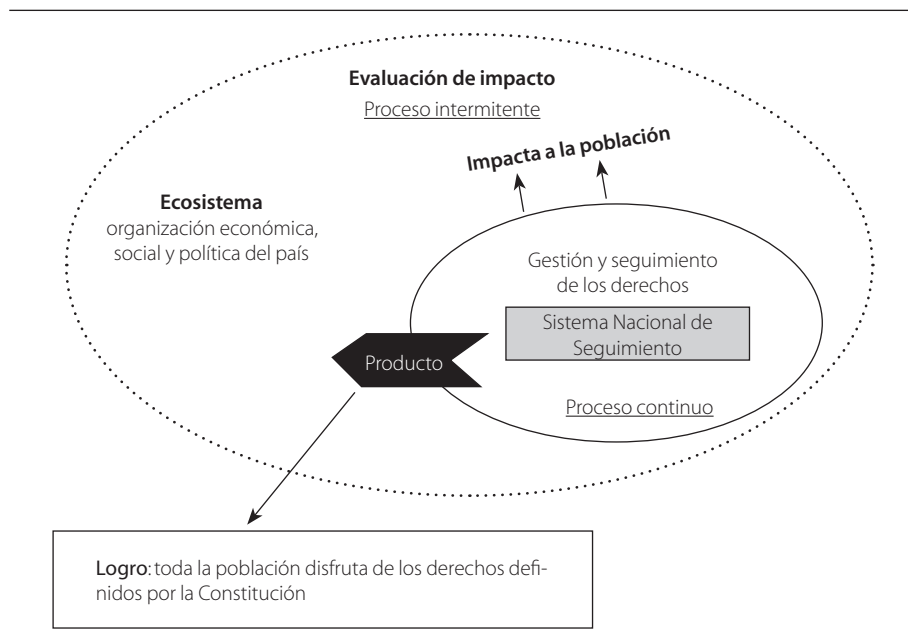 Evaluación de impacto
Proceso intermitente
Impacta a la población
Ecosistema
organización económica,
social y política del país
Gestión y seguimiento
de los derechos
Sistema Nacional de
Seguimiento
Producto
Proceso continuo
Logro: toda la población disfruta de los derechos defi-
nidos por la Constitución